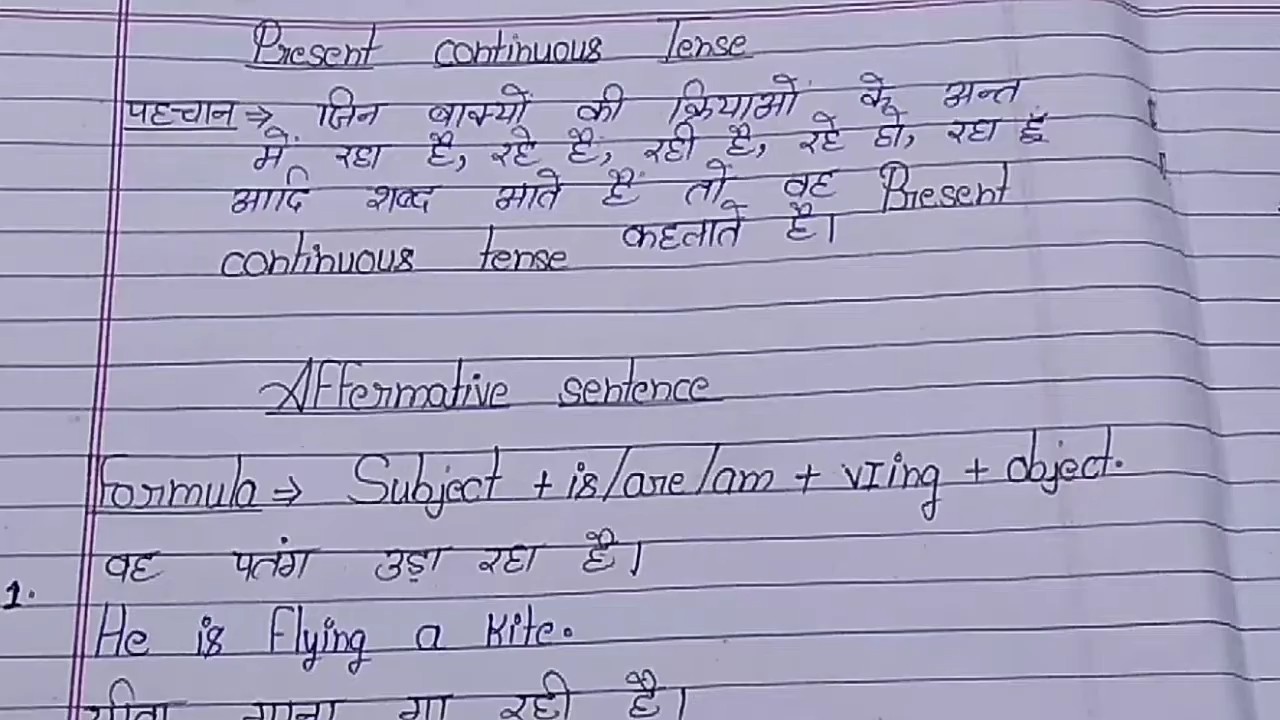 Present continuous Tense
पहचान ⇒ जिन वाक्यों की क्रियाओं के अन्त
में रहा है, रहे हैं, रही है, रहे हो, रहा हूँ
आदि शब्द आते हैं तो वह Present
continuous tense कहलाते है।
Affermative sentence
Formula ⇒ Subject + is/are/am + VIing + object.
वह पतंग उड़ा रहा है।
1.
He is flying a kite.
गीता गाना गा रही है।